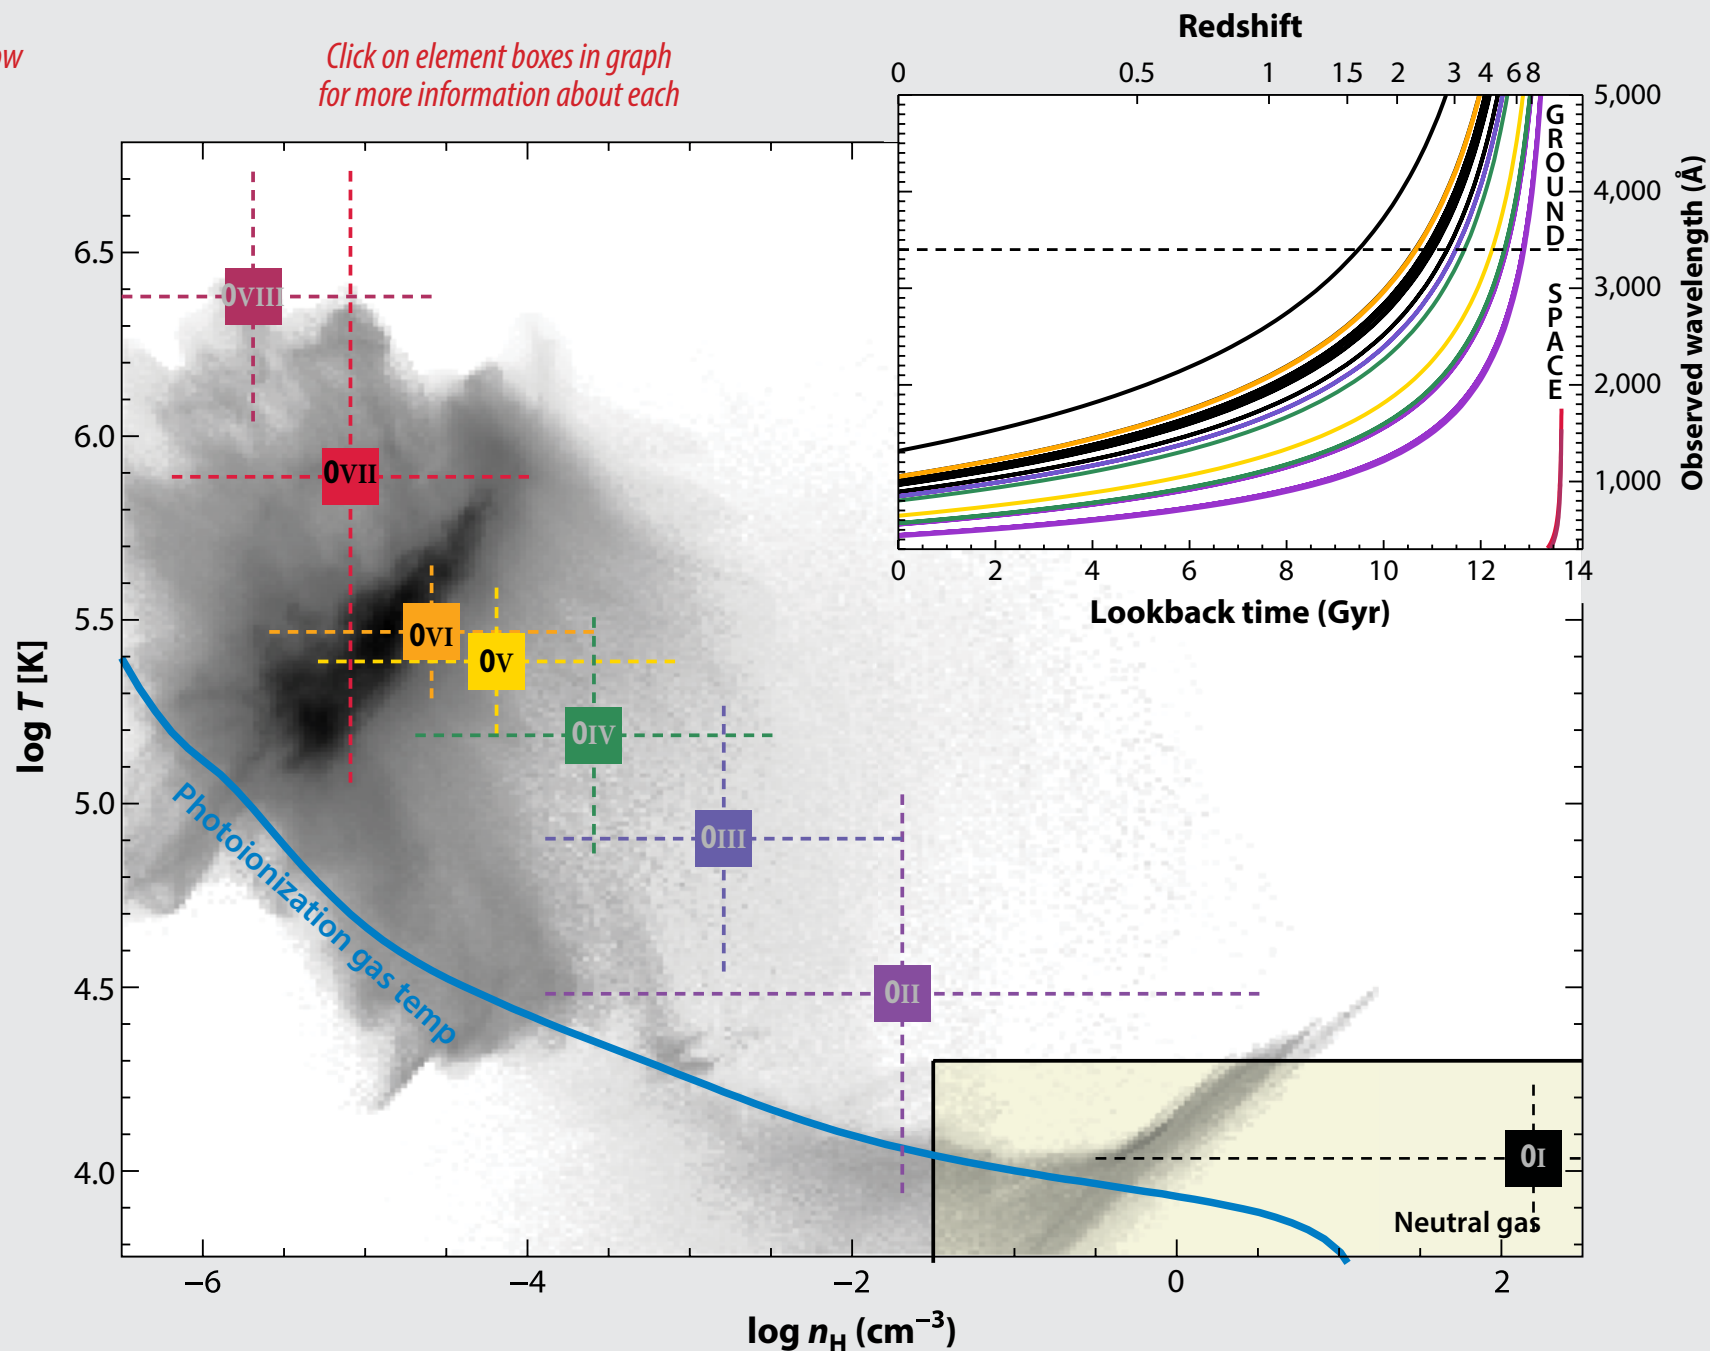 ow
Click on element boxes in graph
for more information about each
Redshift
0 0.5 1 15 2 3 4 6 8
5,000
4,000
3,000
2,000
1,000
Observed wavelength (Å)
GROUND
SPACE
0 2 4 6 8 10 12 14
Lookback time (Gyr)
6.5
6.0
5.5
5.0
4.5
4.0
log T [K]
OVIII
OVII
OVI
OV
OIV
OIII
OII
OI
Photoionization gas temp
Neutral gas
−6 −4 −2 0 2
log nH (cm−3)